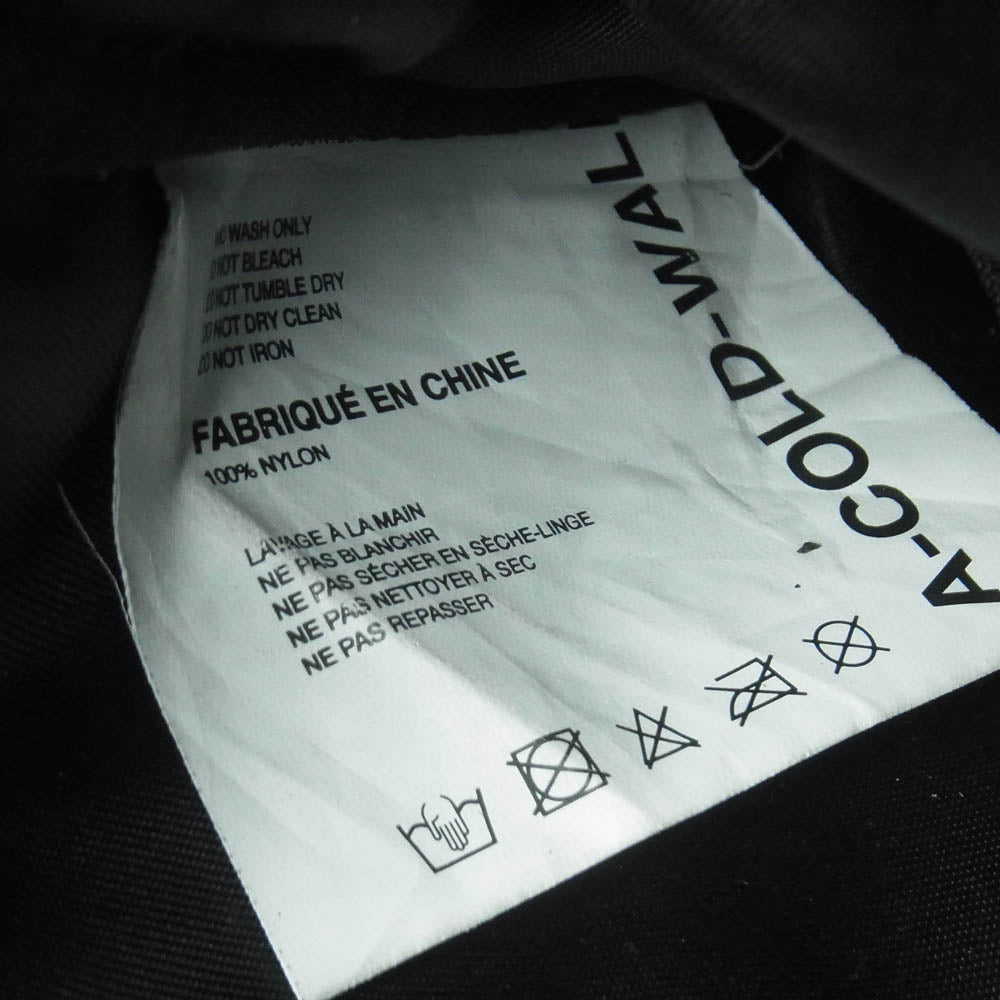 WASH ONLY
NOT BLEACH
NOT TUMBLE DRY
DO NOT DRY CLEAN
DO NOT IRON
FABRIQUÉ EN CHINE
100% NYLON
LAVAGE À LA MAIN
NE PAS BLANCHIR
NE PAS SÉCHER EN SÈCHE-LINGE
NE PAS NETTOYER À SEC
NE PAS REPASSER
A-COLD-WAL